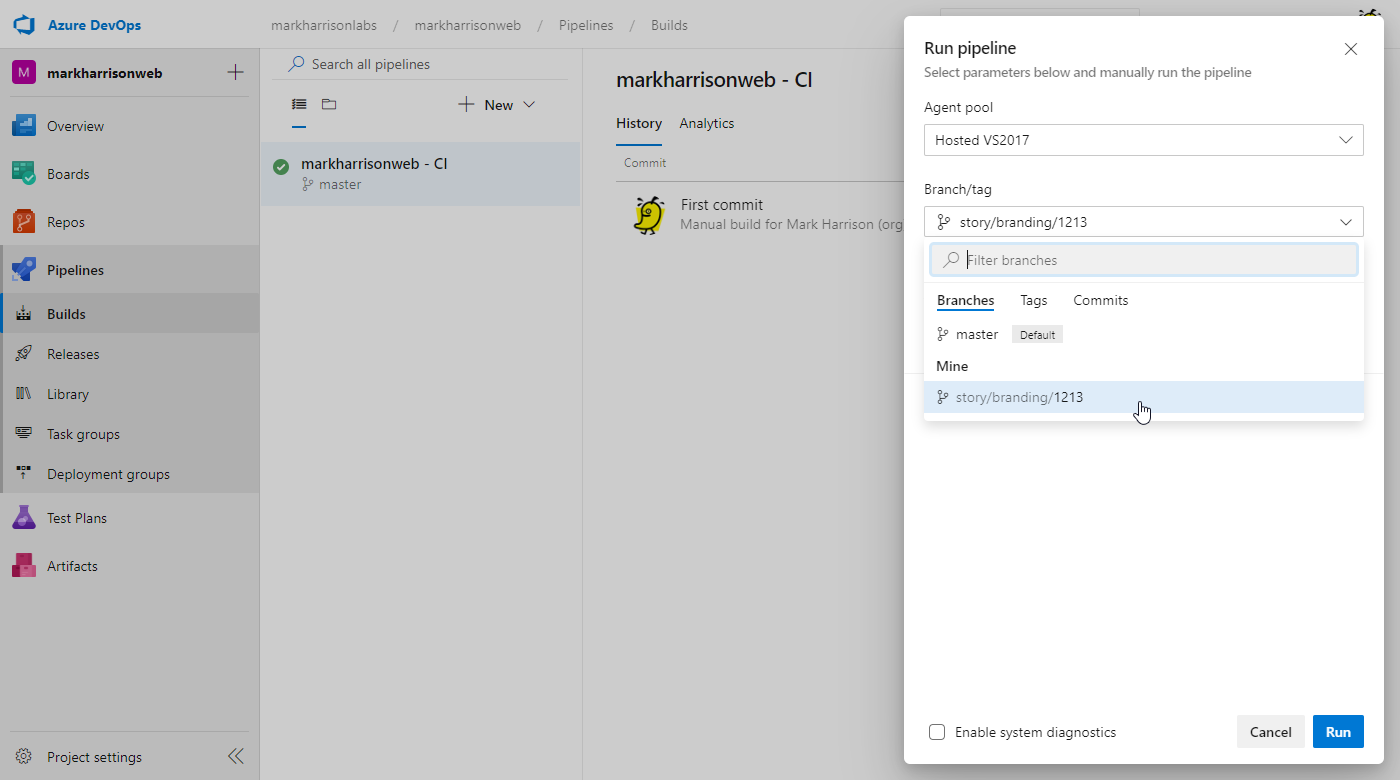 Azure DevOps
markharrisonlabs / markharrisonweb / Pipelines / Builds
M markharrisonweb
Overview
Boards
Repos
Pipelines
Builds
Releases
Library
Task groups
Deployment groups
Test Plans
Artifacts
Project settings
Search all pipelines
New
markharrisonweb - CI
master
markharrisonweb - CI
History Analytics
Commit
First commit
Manual build for Mark Harrison (org
Run pipeline
Select parameters below and manually run the pipeline
Agent pool
Hosted VS2017
Branch/tag
story/branding/1213
Filter branches
Branches Tags Commits
master Default
Mine
story/branding/1213
Enable system diagnostics
Cancel Run